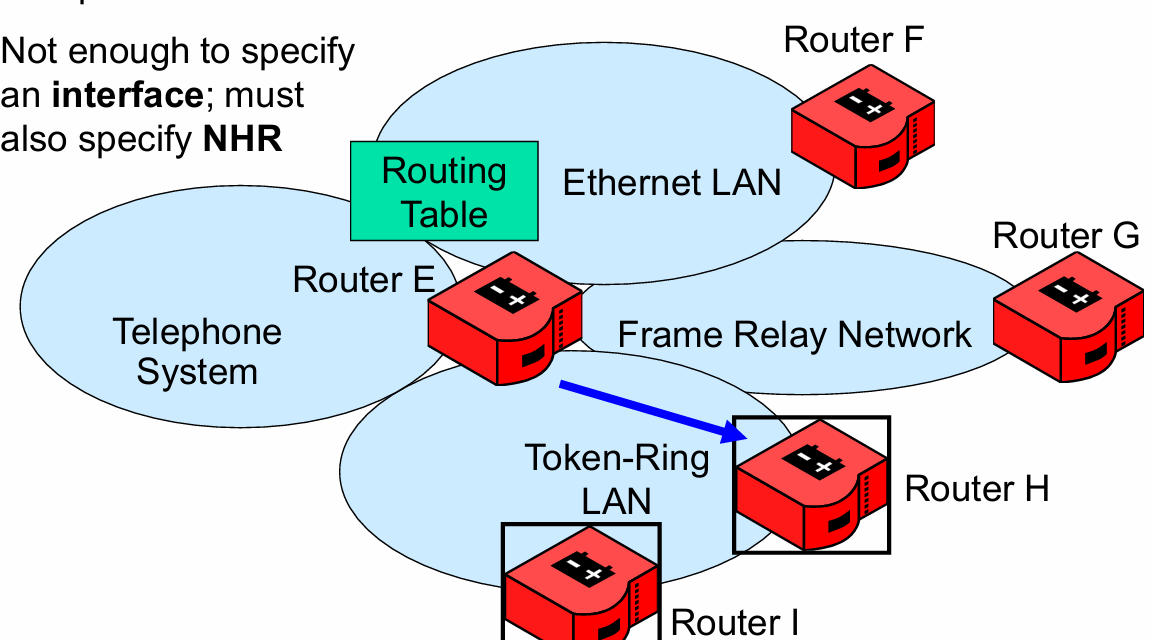 Not enough to specify
an interface; must
also specify NHR
Router F
Routing
Table
Ethernet LAN
Router G
Router E
Telephone
System
Frame Relay Network
Token-Ring
LAN
Router H
Router I